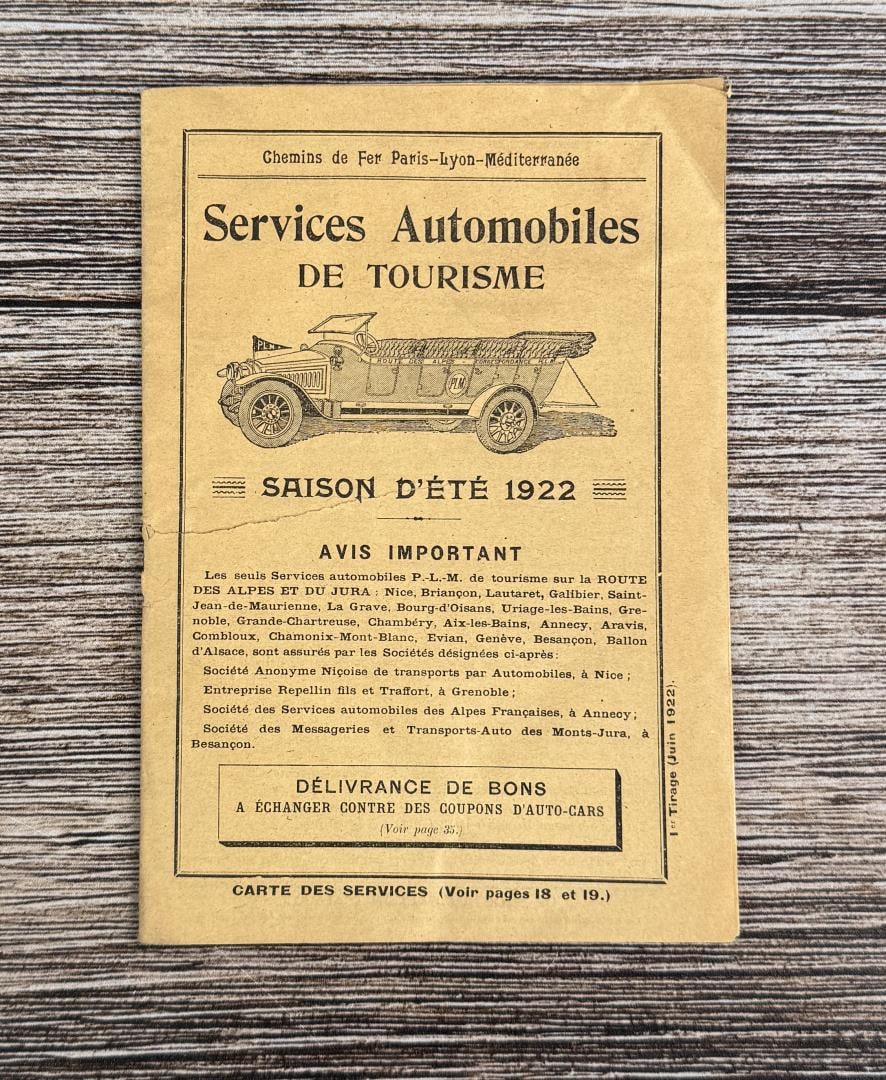 Chemins de Fer Paris-Lyon-Méditerranée
Services Automobiles
DE TOURISME
PLM
ROUTE DES ALPES CORRESPONDANCE P.L.M.
PLM
SAISON D'ÉTÉ 1922
AVIS IMPORTANT
Les seuls Services automobiles P.-L.-M. de tourisme sur la ROUTE
DES ALPES ET DU JURA : Nice, Briançon, Lautaret, Galibier, Saint-
Jean-de-Maurienne, La Grave, Bourg-d'Oisans, Uriage-les-Bains, Gre-
noble, Grande-Chartreuse, Chambéry, Aix-les-Bains, Annecy, Aravis,
Combloux, Chamonix-Mont-Blanc, Evian, Genève, Besançon, Ballon
d'Alsace, sont assurés par les Sociétés désignées ci-après :
Société Anonyme Niçoise de transports par Automobiles, à Nice ;
Entreprise Repellin fils et Traffort, à Grenoble ;
Société des Services automobiles des Alpes Françaises, à Annecy ;
Société des Messageries et Transports-Auto des Monts-Jura, à
Besançon.
DÉLIVRANCE DE BONS
A ÉCHANGER CONTRE DES COUPONS D'AUTO-CARS
(Voir page 35.)
1er Tirage (Juin 1922).
CARTE DES SERVICES (Voir pages 18 et 19.)